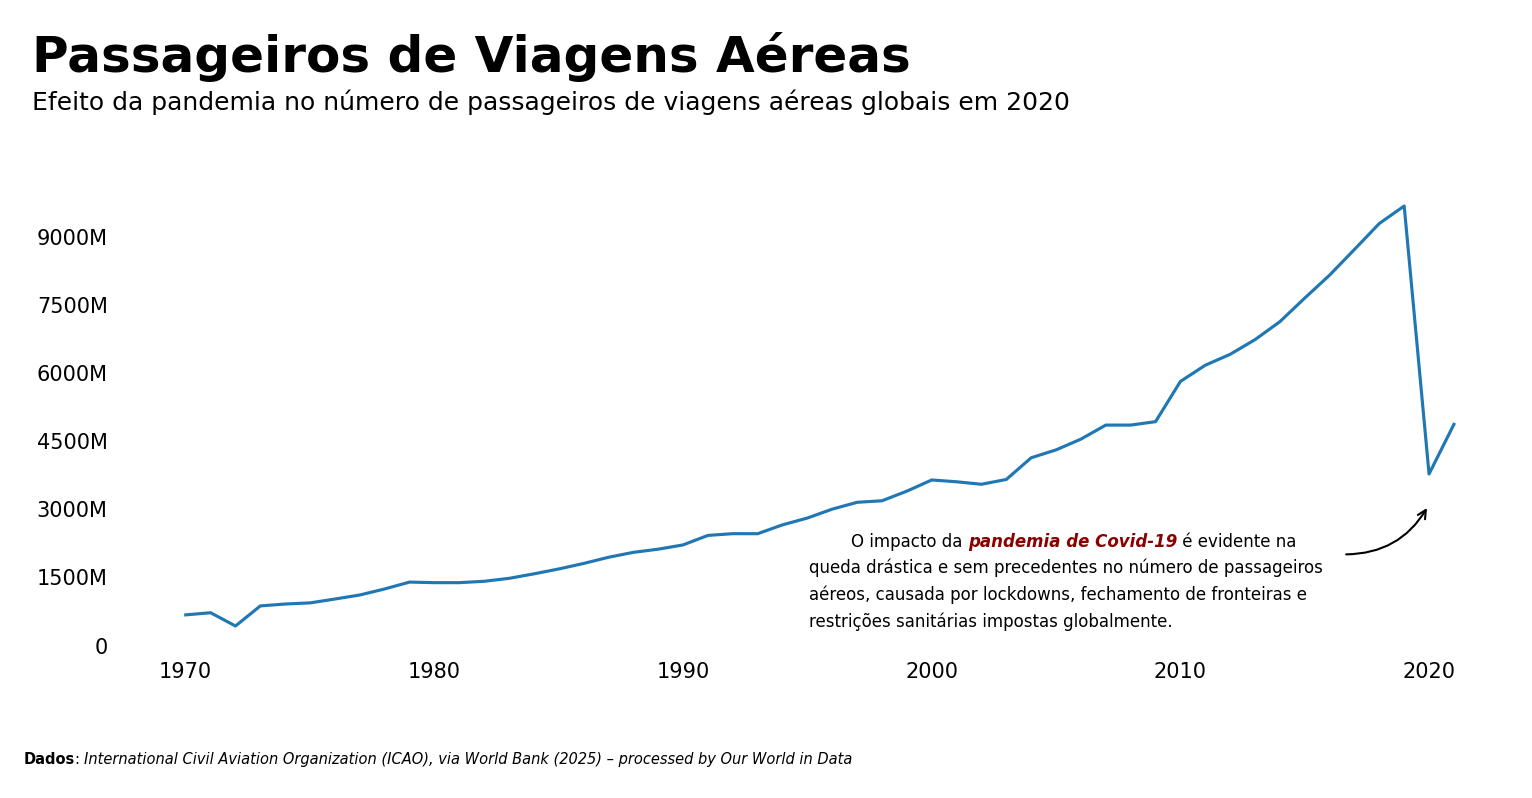 Passageiros de Viagens Aéreas
Efeito da pandemia no número de passageiros de viagens aéreas globais em 2020
9000M
7500M
6000M
4500M
3000M
1500M
0
O impacto da pandemia de Covid-19 é evidente na
queda drástica e sem precedentes no número de passageiros
aéreos, causada por lockdowns, fechamento de fronteiras e
restrições sanitárias impostas globalmente.
1970 1980 1990 2000 2010 2020
Dados: International Civil Aviation Organization (ICAO), via World Bank (2025) – processed by Our World in Data